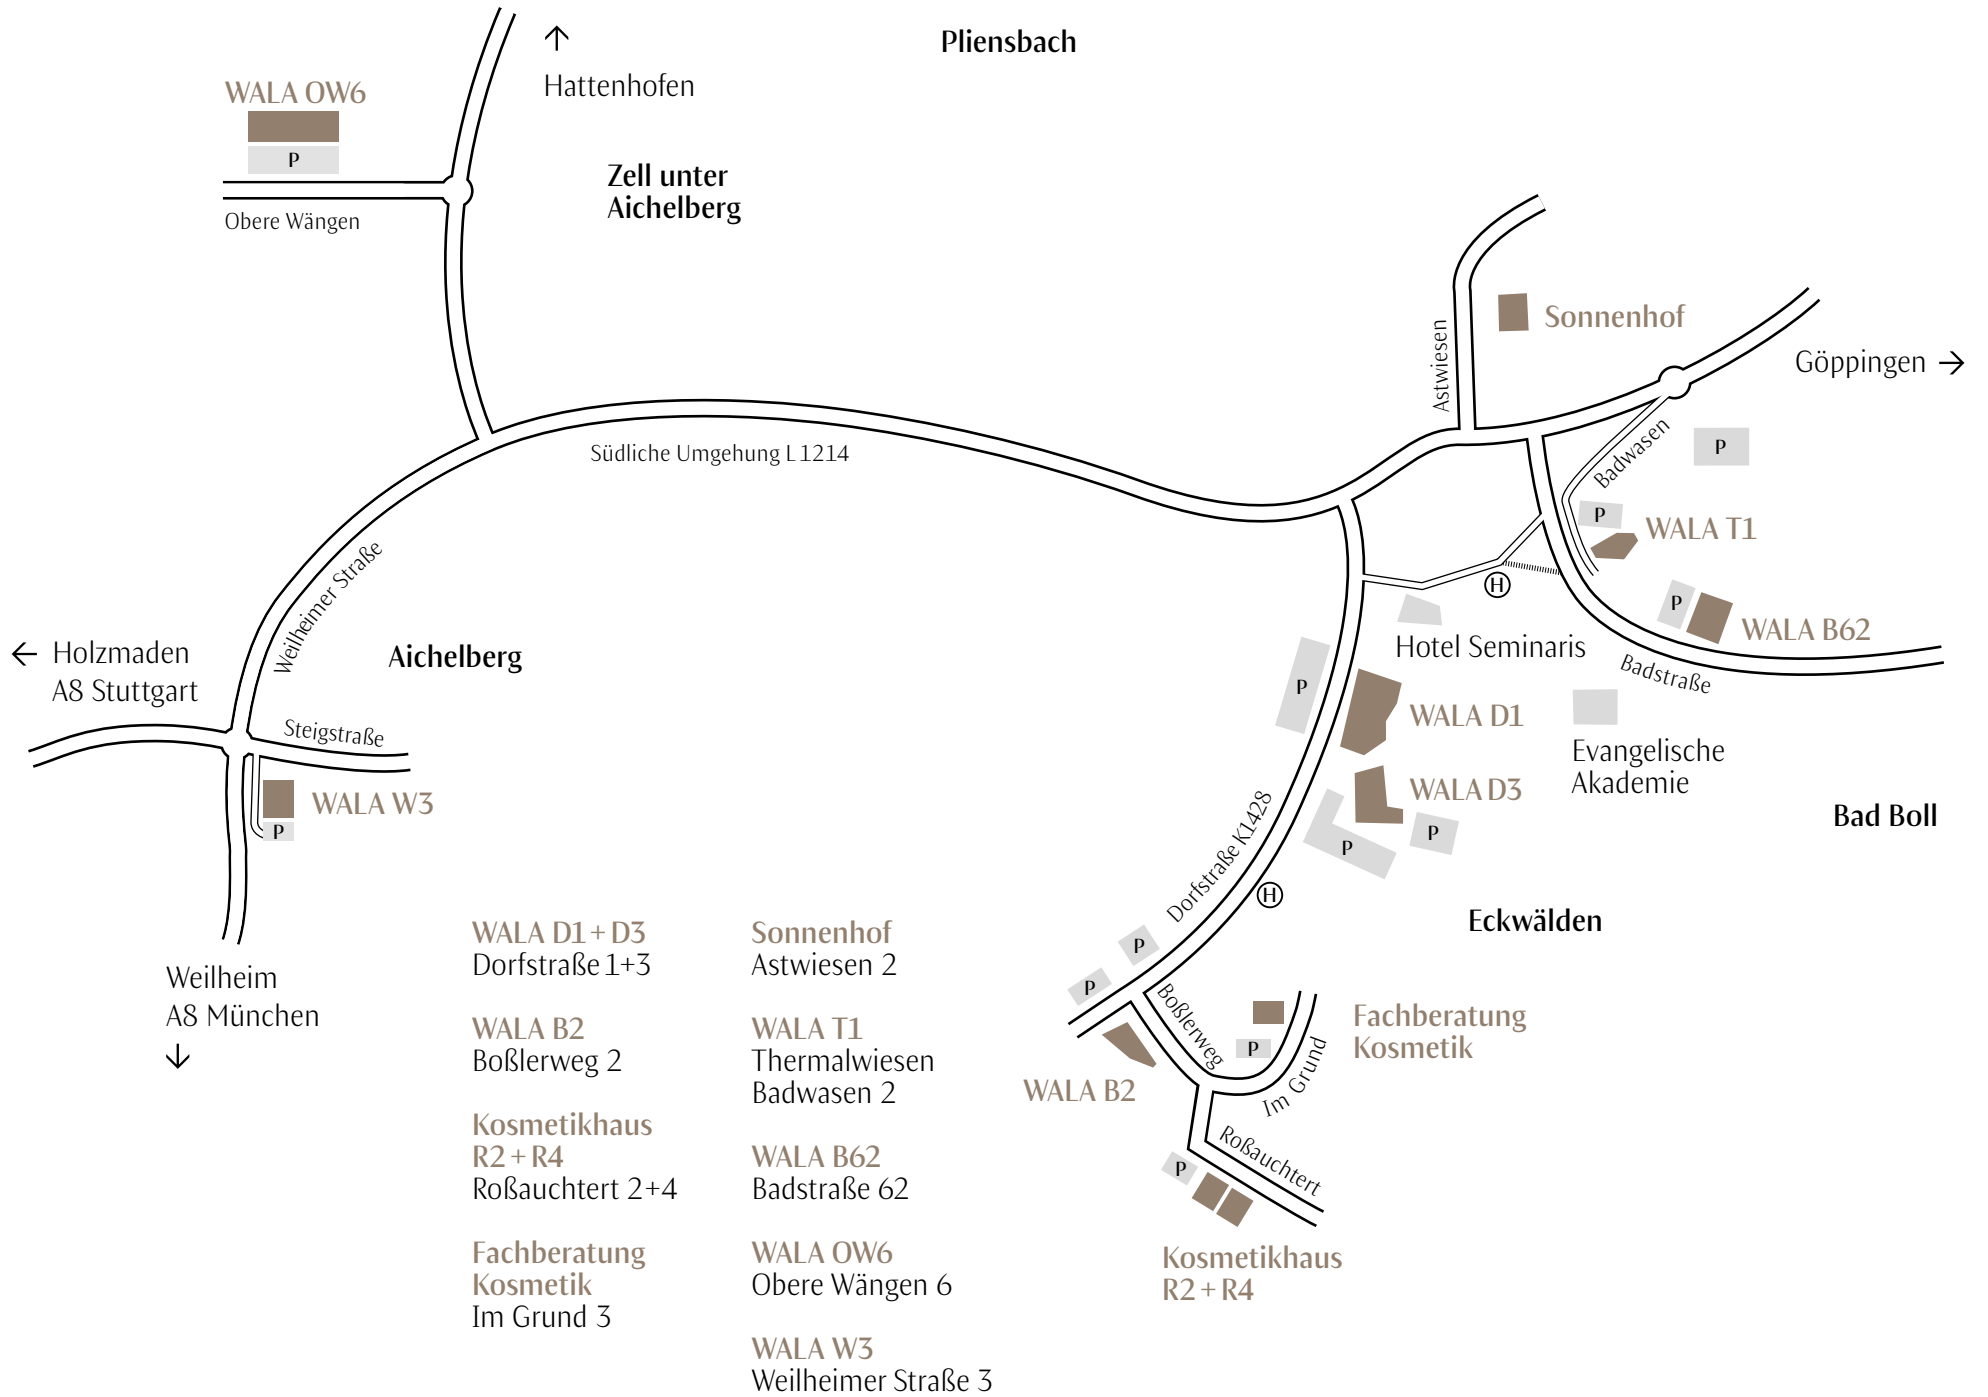 Pliensbach
↑
Hattenhofen
WALA OW6
P
Obere Wängen
Zell unter
Aichelberg
Sonnenhof
Astwiesen
Göppingen →
Badwasen
P
P
WALA T1
Südliche Umgehung L1214
H
P
WALA B62
Badstraße
Hotel Seminaris
Weilheimer Straße
← Holzmaden
A8 Stuttgart
Aichelberg
Steigstraße
WALA W3
P
P
WALA D1
WALA D3
P
P
Evangelische
Akademie
Bad Boll
Dorfstraße K1428
H
Eckwälden
P
P
Weilheim
A8 München
↓
Boßlerweg
P
Im Grund
Fachberatung
Kosmetik
WALA B2
Roßauchtert
P
Kosmetikhaus
R2 + R4
WALA D1 + D3
Dorfstraße 1+3
WALA B2
Boßlerweg 2
Kosmetikhaus
R2 + R4
Roßauchtert 2+4
Fachberatung
Kosmetik
Im Grund 3
Sonnenhof
Astwiesen 2
WALA T1
Thermalwiesen
Badwasen 2
WALA B62
Badstraße 62
WALA OW6
Obere Wängen 6
WALA W3
Weilheimer Straße 3